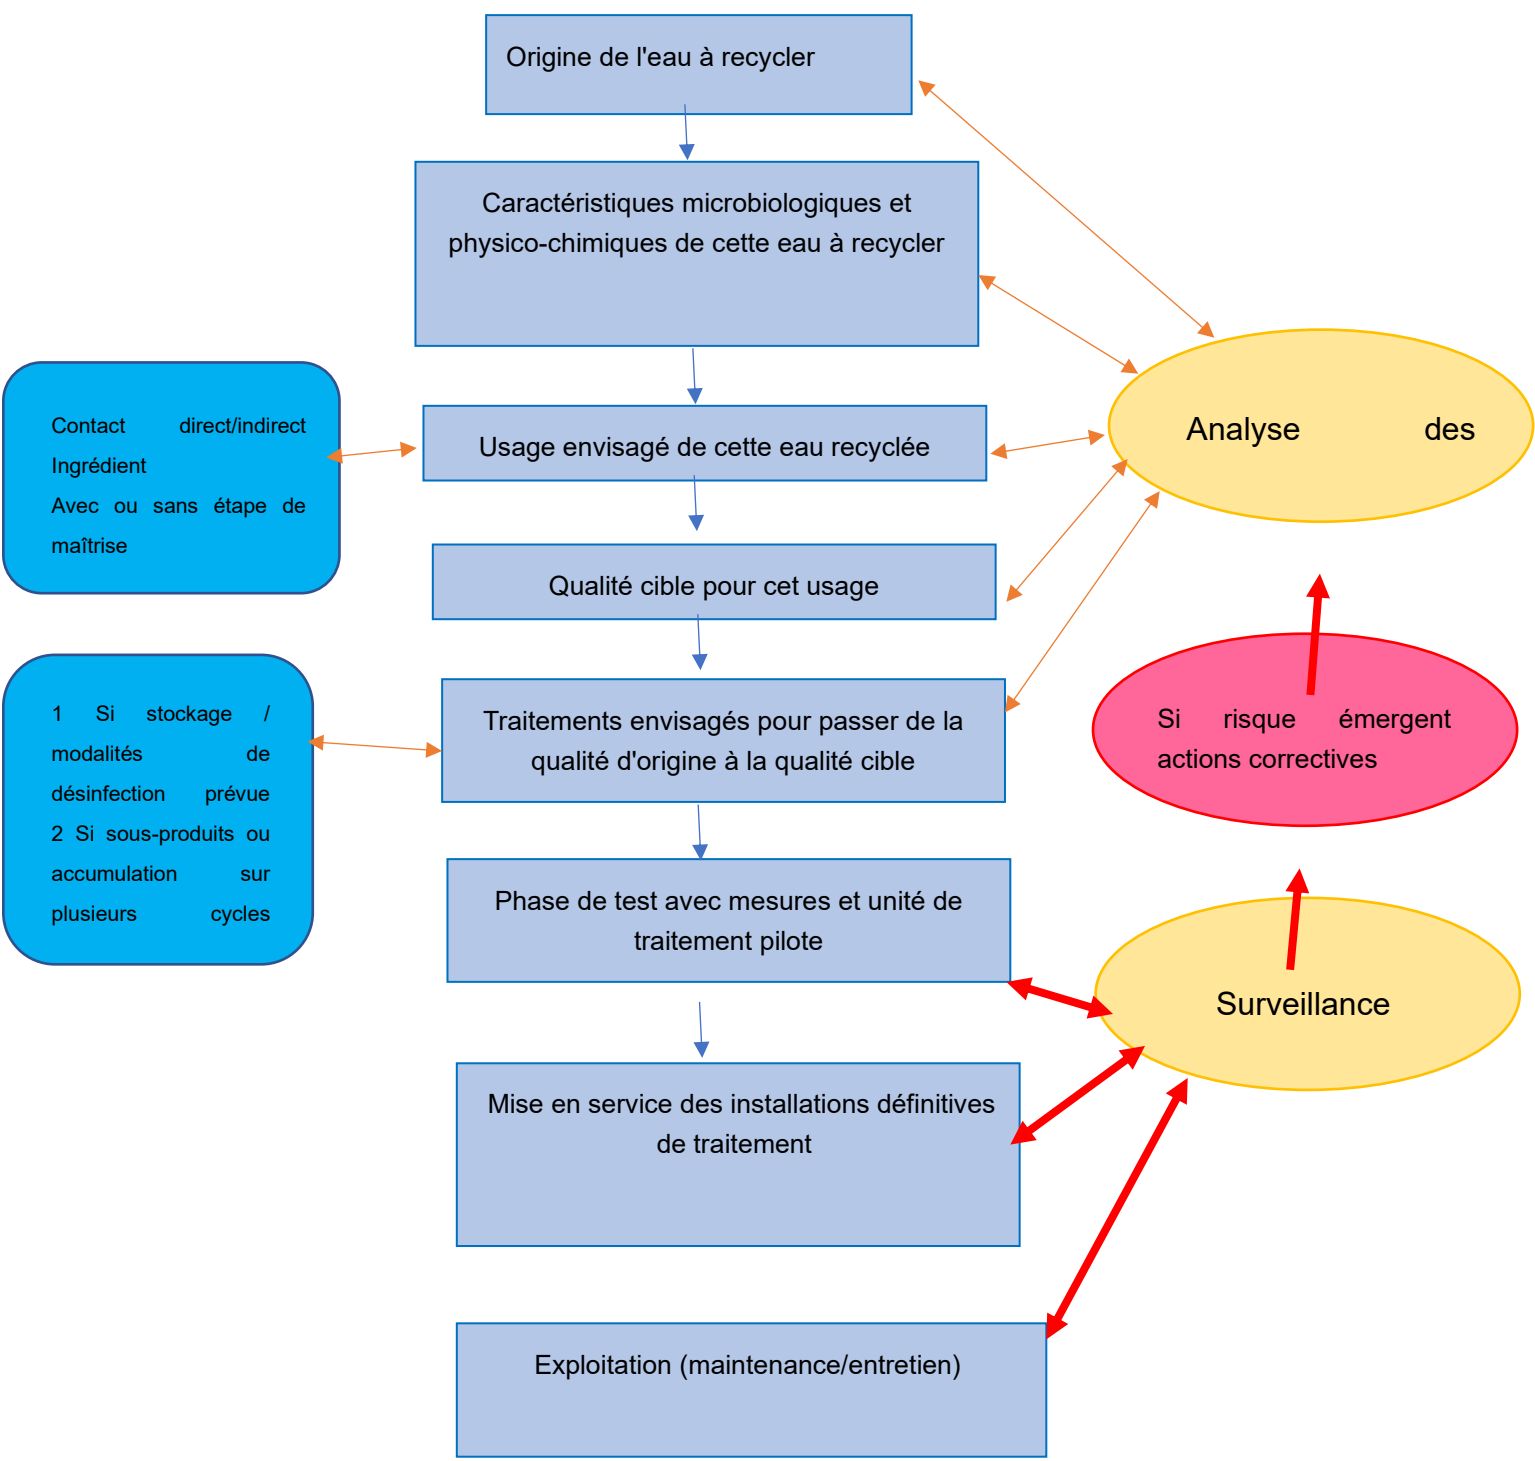 Origine de l'eau à recycler
Caractéristiques microbiologiques et
physico-chimiques de cette eau à recycler
Contact direct/indirect
Ingrédient
Avec ou sans étape de
maîtrise
Usage envisagé de cette eau recyclée
Analyse des
Qualité cible pour cet usage
1 Si stockage /
modalités de
désinfection prévue
2 Si sous-produits ou
accumulation sur
plusieurs cycles
Traitements envisagés pour passer de la
qualité d'origine à la qualité cible
Si risque émergent
actions correctives
Phase de test avec mesures et unité de
traitement pilote
Surveillance
Mise en service des installations définitives
de traitement
Exploitation (maintenance/entretien)